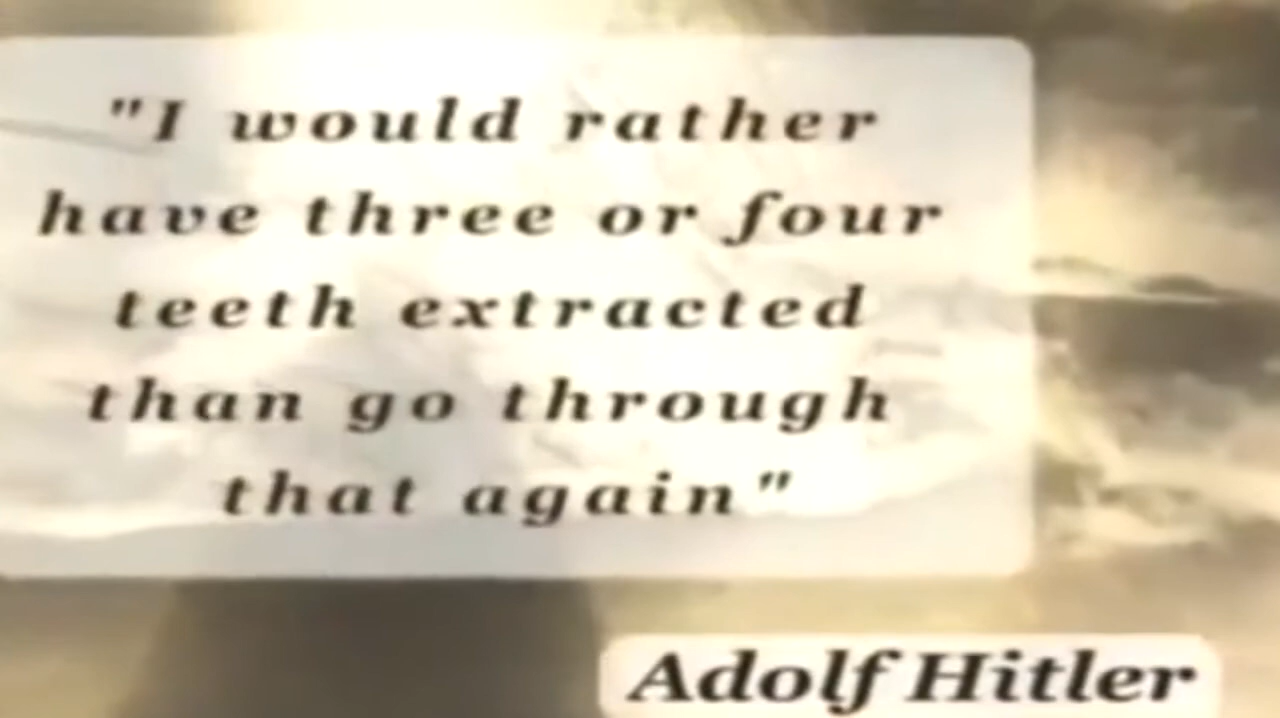 "I would rather
have three or four
teeth extracted
than go through
that again"
Adolf Hitler